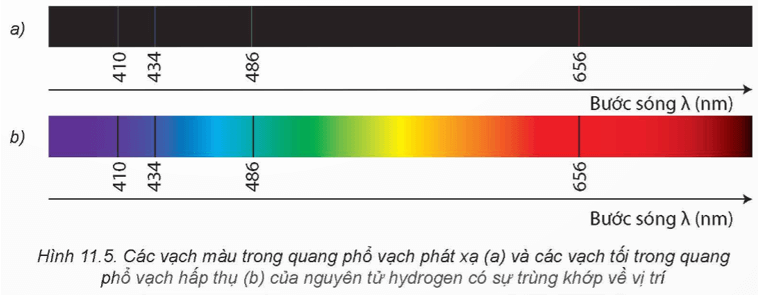 a)
410
434
486
656
Bước sóng λ (nm)
b)
410
434
486
656
Bước sóng λ (nm)
Hình 11.5. Các vạch màu trong quang phổ vạch phát xạ (a) và các vạch tối trong quang
phổ vạch hấp thụ (b) của nguyên tử hydrogen có sự trùng khớp về vị trí